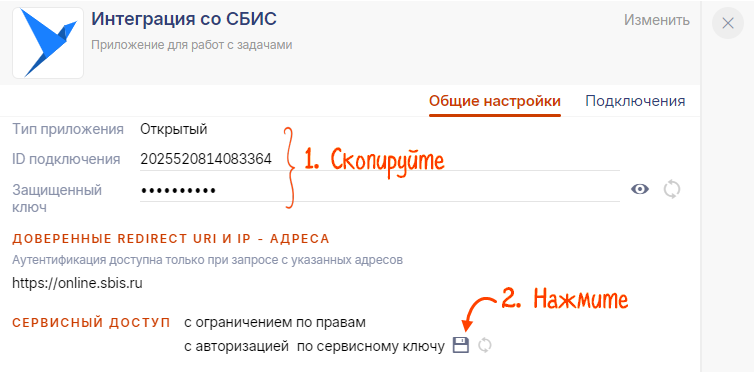 Интеграция со СБИС
Изменить
Приложение для работ с задачами
Общие настройки
Подключения
Тип приложения Открытый
ID подключения 2025520814083364
1. Скопируйте
Защищенный ••••••••••
ключ
ДОВЕРЕННЫЕ REDIRECT URI И IP - АДРЕСА
Аутентификация доступна только при запросе с указанных адресов
https://online.sbis.ru
2. Нажмите
СЕРВИСНЫЙ ДОСТУП с ограничением по правам
с авторизацией по сервисному ключу